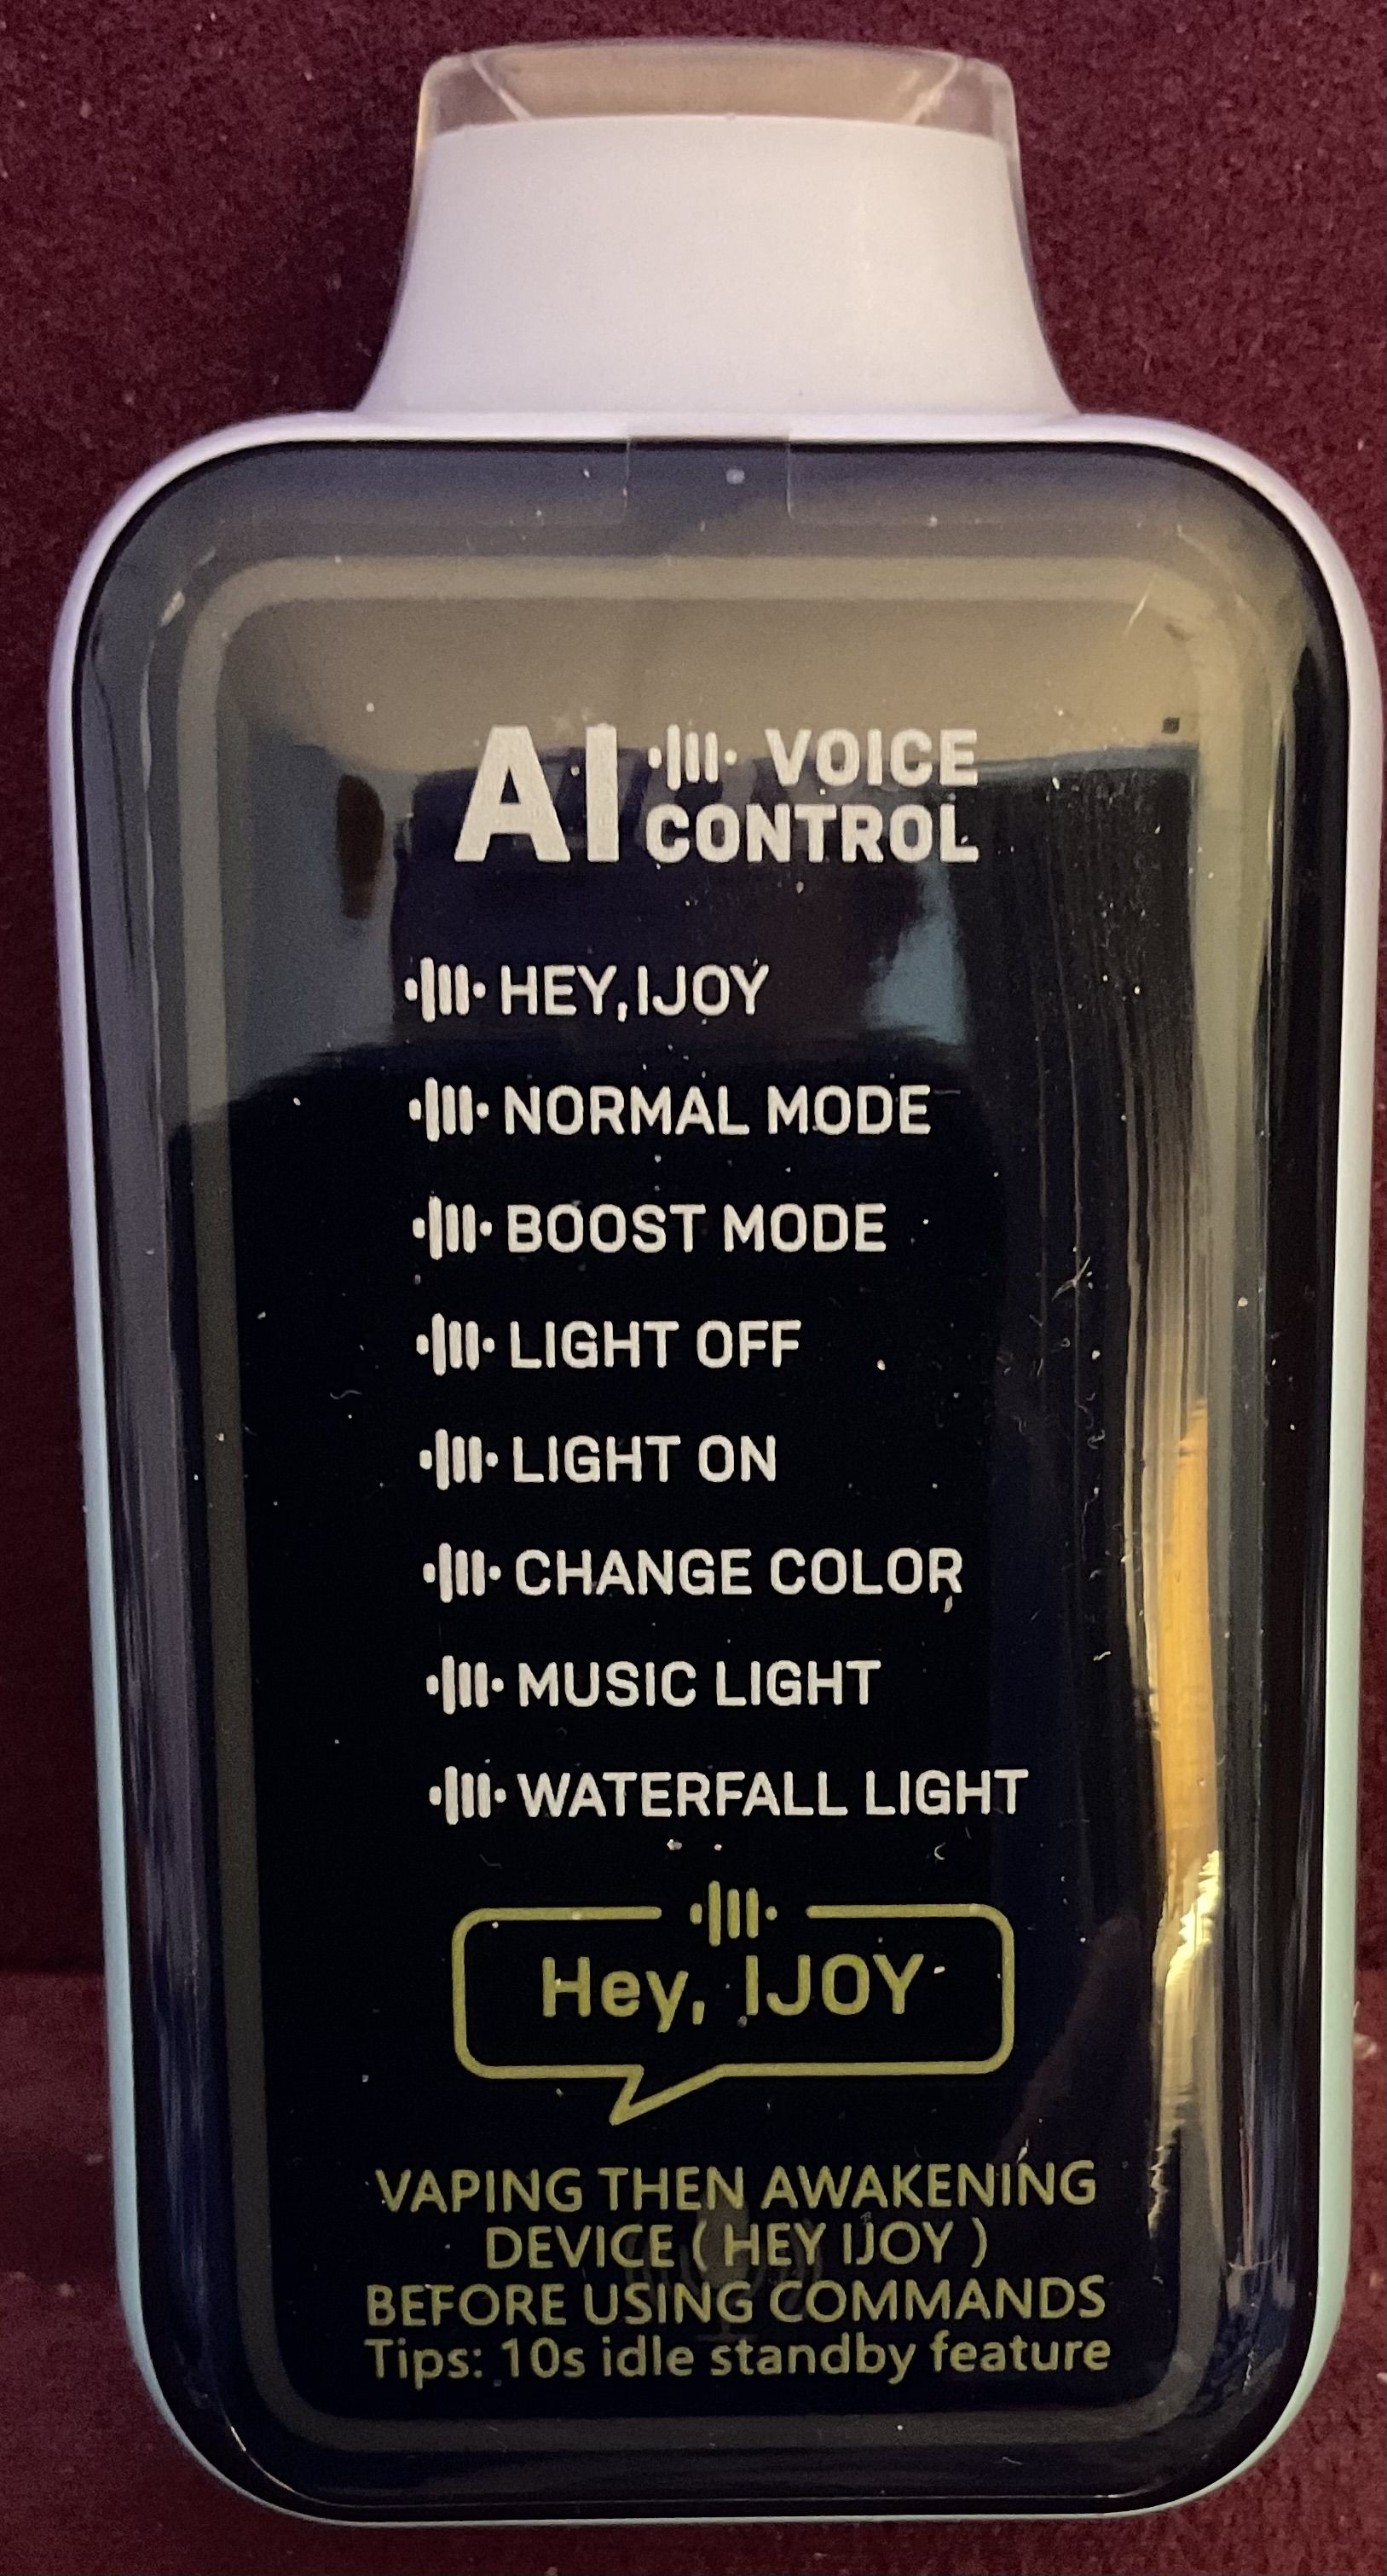 AI VOICE
CONTROL
HEY,IJOY
NORMAL MODE
BOOST MODE
LIGHT OFF
LIGHT ON
CHANGE COLOR
MUSIC LIGHT
WATERFALL LIGHT
Hey, IJOY
VAPING THEN AWAKENING
DEVICE ( HEY IJOY )
BEFORE USING COMMANDS
Tips: 10s idle standby feature